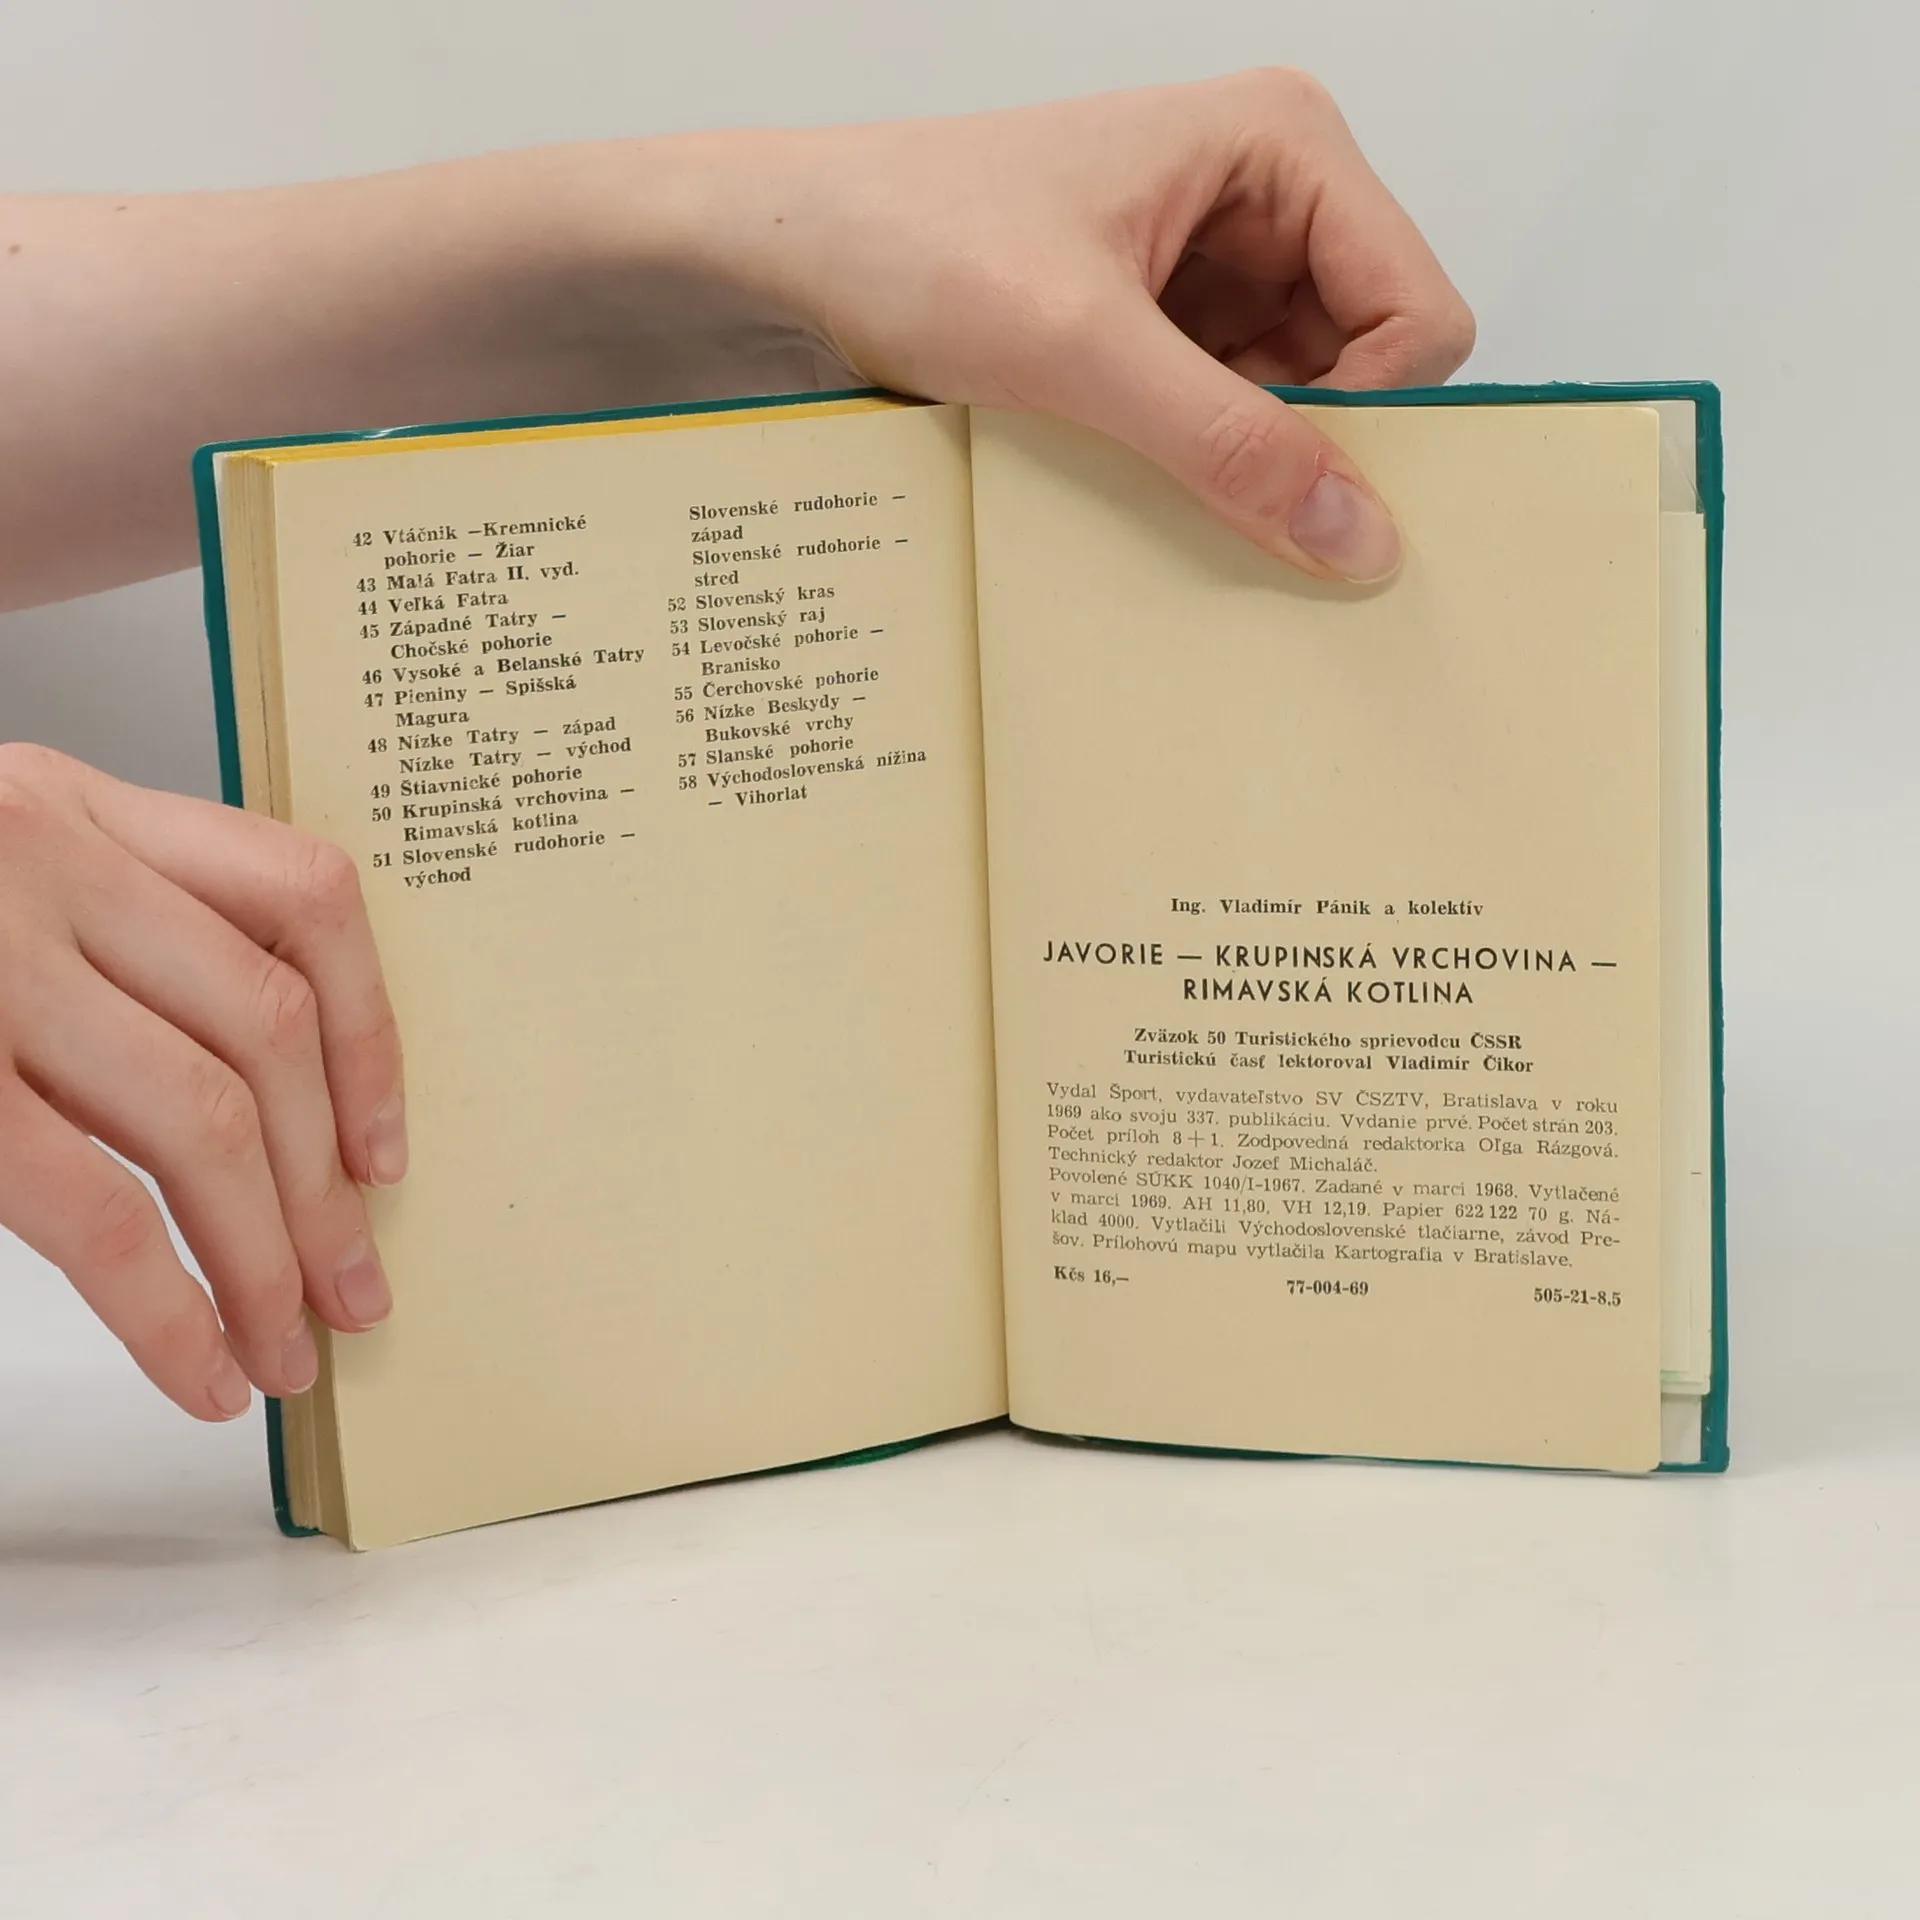 42 Vtáčnik —Kremnické
pohorie — Žiar
43 Malá Fatra II. vyd.
44 Veľká Fatra
45 Západné Tatry —
Chočské pohorie
46 Vysoké a Belanské Tatry
47 Pieniny — Spišská
Magura
48 Nízke Tatry — západ
Nízke Tatry — východ
49 Štiavnické pohorie
50 Krupinská vrchovina —
Rimavská kotlina
51 Slovenské rudohorie —
východ
Slovenské rudohorie —
západ
Slovenské rudohorie —
stred
52 Slovenský kras
53 Slovenský raj
54 Levočské pohorie —
Branisko
55 Čerchovské pohorie
56 Nízke Beskydy —
Bukovské vrchy
57 Slanské pohorie
58 Východoslovenská nížina
— Vihorlat
Ing. Vladimír Pánik a kolektív
JAVORIE — KRUPINSKÁ VRCHOVINA —
RIMAVSKÁ KOTLINA
Zväzok 50 Turistického sprievodcu ČSSR
Turistickú časť lektoroval Vladimír Čikor
Vydal Šport, vydavateľstvo SV ČSZTV, Bratislava v roku
1969 ako svoju 337. publikáciu. Vydanie prvé. Počet strán 203.
Počet príloh 8+1. Zodpovedná redaktorka Oľga Rázgová.
Technický redaktor Jozef Michaláč.
Povolené SÚKK 1040/I-1967. Zadané v marci 1968. Vytlačené
v marci 1969. AH 11,80. VH 12,19. Papier 622 122 70 g. Ná-
klad 4000. Vytlačili Východoslovenské tlačiarne, závod Pre-
šov. Prílohovú mapu vytlačila Kartografia v Bratislave.
Kčs 16,— 77-004-69 505-21-8.5